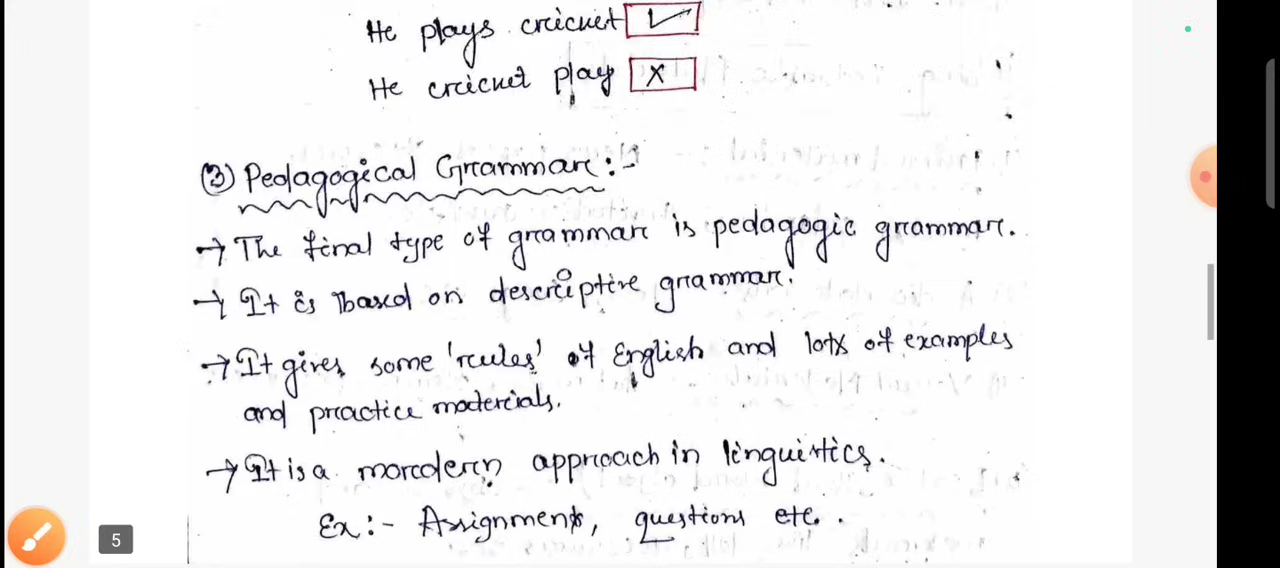 He plays cricket ✓
He cricket play ×
③ Pedagogical Grammar:-
→ The final type of grammar is pedagogic grammar.
→ It is based on descriptive grammar.
→ It gives some 'rules' of English and lots of examples
and practice materials.
→ It is a mordern approach in linguistics.
Ex:- Assignments, questions etc..
5